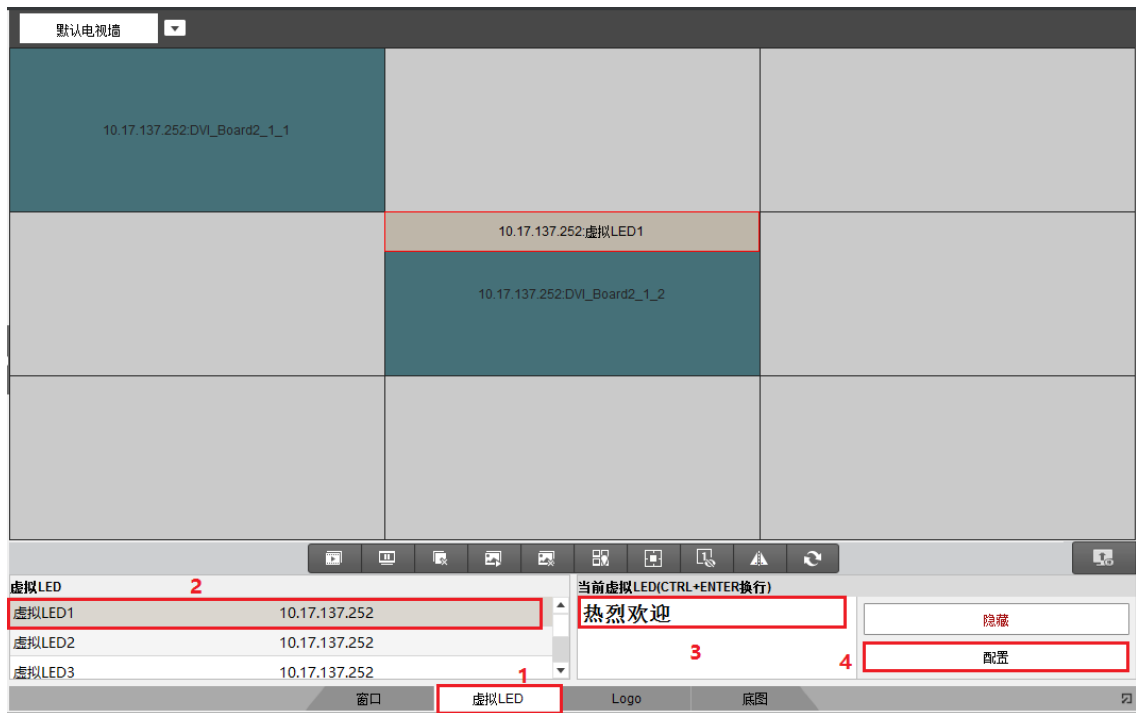 默认电视墙
10.17.137.252:DVI_Board2_1_1
10.17.137.252:虚拟LED1
10.17.137.252:DVI_Board2_1_2
虚拟LED 2
当前虚拟LED(CTRL+ENTER换行)
虚拟LED1 10.17.137.252
热烈欢迎
隐藏
虚拟LED2 10.17.137.252
3
4 配置
虚拟LED3 10.17.137.252
1
窗口 虚拟LED Logo 底图